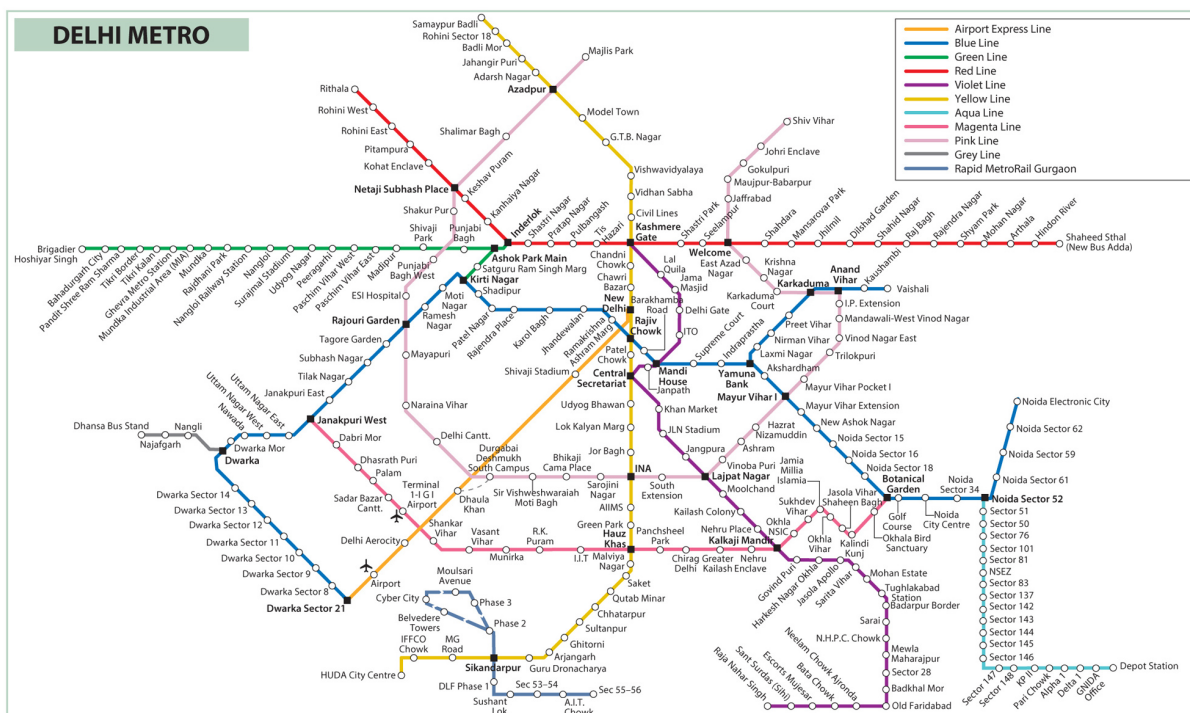 DELHI METRO
Airport Express Line
Blue Line
Green Line
Red Line
Violet Line
Yellow Line
Aqua Line
Magenta Line
Pink Line
Grey Line
Rapid MetroRail Gurgaon
Samaypur Badli
Rohini Sector 18
Badli Mor
Jahangir Puri
Adarsh Nagar
Azadpur
Majlis Park
Model Town
G.T.B. Nagar
Vishwavidyalaya
Vidhan Sabha
Civil Lines
Kashmere
Gate
Shalimar Bagh
Rithala
Rohini West
Rohini East
Pitampura
Kohat Enclave
Netaji Subhash Place
Keshav Puram
Kanhaiya Nagar
Inderlok
Shastri Nagar
Pratap Nagar
Pulbangash
Tis
Hazari
Shastri Park
Seelampur
Welcome
Shahdara
Mansarovar Park
Jhilmil
Dilshad Garden
Shahid Nagar
Raj Bagh
Rajendra Nagar
Shyam Park
Mohan Nagar
Arthala
Hindon River
Shaheed Sthal
(New Bus Adda)
Shiv Vihar
Johri Enclave
Gokulpuri
Maujpur-Babarpur
Jaffrabad
East Azad
Nagar
Krishna
Nagar
Karkaduma
Court
Karkaduma
Anand
Vihar
Kaushambi
Vaishali
I.P. Extension
Mandawali-West Vinod Nagar
Vinod Nagar East
Trilokpuri
Mayur Vihar Pocket I
Preet Vihar
Nirman Vihar
Laxmi Nagar
Akshardham
Yamuna
Bank
Mayur Vihar I
Mayur Vihar Extension
New Ashok Nagar
Noida Sector 15
Noida Sector 16
Noida Sector 18
Botanical
Garden
Golf
Course
Noida
City Centre
Noida Sector
34
Noida Sector 52
Noida Sector 61
Noida Sector 59
Noida Sector 62
Noida Electronic City
Sector 51
Sector 50
Sector 76
Sector 101
Sector 81
NSEZ
Sector 83
Sector 137
Sector 142
Sector 143
Sector 144
Sector 145
Sector 146
Sector 147
Sector 148
KP II
Pari Chowk
Alpha 1
Delta 1
GNIDA
Office
Depot Station
Brigadier
Hoshiyar Singh
Bahadurgarh City
Pandit Shree Ram Sharma
Tikri Border
Tikri Kalan
Ghevra Metro Station
Mundka Industrial Area (MIA)
Mundka
Rajdhani Park
Nangloi Railway Station
Nangloi
Surajmal Stadium
Udyog Nagar
Peeragarhi
Paschim Vihar West
Paschim Vihar East
Madipur
Shivaji
Park
Punjabi
Bagh
Shakur Pur
Ashok Park Main
Satguru Ram Singh Marg
Kirti Nagar
Punjabi
Bagh West
ESI Hospital
Rajouri Garden
Moti
Nagar
Ramesh
Nagar
Shadipur
Patel Nagar
Rajendra Place
Karol Bagh
Jhandewalan
Ramakrishna
Ashram Marg
Chandni
Chowk
Chawri
Bazar
New
Delhi
Rajiv
Chowk
Barakhamba
Road
Patel
Chowk
Central
Secretariat
Lal
Quila
Jama
Masjid
Delhi Gate
ITO
Mandi
House
Janpath
Supreme Court
Indraprastha
Shivaji Stadium
Mayapuri
Tagore Garden
Subhash Nagar
Tilak Nagar
Janakpuri East
Janakpuri West
Uttam Nagar East
Uttam Nagar West
Nawada
Dwarka Mor
Dwarka
Nangli
Dhansa Bus Stand
Najafgarh
Dwarka Sector 14
Dwarka Sector 13
Dwarka Sector 12
Dwarka Sector 11
Dwarka Sector 10
Dwarka Sector 9
Dwarka Sector 8
Dwarka Sector 21
Airport
Delhi Aerocity
Dhaula
Khan
Durgabai
Deshmukh
South Campus
Delhi Cantt.
Naraina Vihar
Dabri Mor
Dasrath Puri
Palam
Sadar Bazar
Cantt.
Terminal
1-I G I
Airport
Shankar
Vihar
Vasant
Vihar
Munirka
R.K.
Puram
I.I.T
Hauz
Khas
Panchsheel
Park
Chirag
Delhi
Greater
Kailash Enclave
Nehru
Kalkaji Mandir
Okhla
NSIC
Sukhdev
Vihar
Jamia
Millia
Islamia
Okhla
Vihar
Jasola Vihar
Shaheen Bagh
Kalindi
Kunj
Okhala Bird
Sanctuary
Sir Vishweshwaraiah
Moti Bagh
Bhikaji
Cama Place
Sarojini
Nagar
INA
South
Extension
Lajpat Nagar
Vinoba Puri
Ashram
Hazrat
Nizamuddin
Udyog Bhawan
Lok Kalyan Marg
Jor Bagh
AIIMS
Green Park
Malviya
Nagar
Saket
Qutab Minar
Chhatarpur
Sultanpur
Ghitorni
Arjangarh
Guru Dronacharya
Sikandarpur
MG
Road
IFFCO
Chowk
HUDA City Centre
Khan Market
JLN Stadium
Jangpura
Moolchand
Kailash Colony
Nehru Place
Govind Puri
Harkesh Nagar Okhla
Jasola Apollo
Sarita Vihar
Mohan Estate
Tughlakabad
Station
Badarpur Border
Sarai
N.H.P.C. Chowk
Mewla
Maharajpur
Sector 28
Badkhal Mor
Old Faridabad
Neelam Chowk Ajronda
Bata Chowk
Escorts Mujesar
Sant Surdas (Sihi)
Raja Nahar Singh
Moulsari
Avenue
Cyber City
Phase 3
Belvedere
Towers
Phase 2
DLF Phase 1
Sushant
Lok
Sec 53–54
A.I.T.
Chowk
Sec 55–56